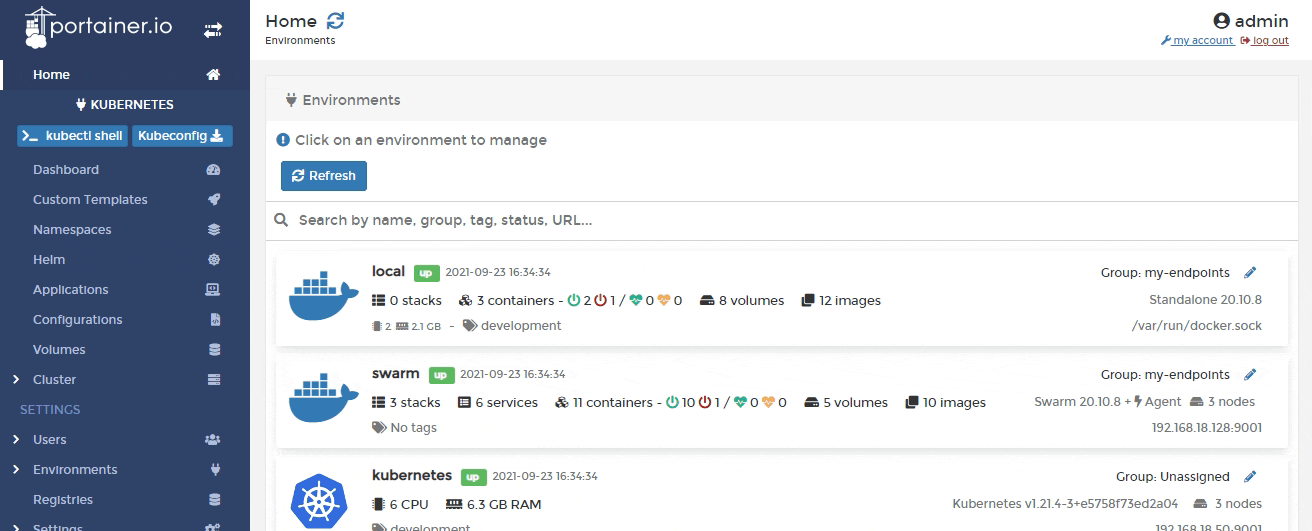 portainer.io
Home
KUBERNETES
kubectl shell Kubeconfig
Dashboard
Custom Templates
Namespaces
Helm
Applications
Configurations
Volumes
Cluster
SETTINGS
Users
Environments
Registries
Settings
Home
Environments
admin
my account log out
Environments
Click on an environment to manage
Refresh
Search by name, group, tag, status, URL...
local up 2021-09-23 16:34:34 Group: my-endpoints
0 stacks 3 containers - 2 1 / 0 0 8 volumes 12 images Standalone 20.10.8
2 2.1 GB - development /var/run/docker.sock
swarm up 2021-09-23 16:34:34 Group: my-endpoints
3 stacks 6 services 11 containers - 10 1 / 0 0 5 volumes 10 images Swarm 20.10.8 + Agent 3 nodes
No tags 192.168.18.128:9001
kubernetes up 2021-09-23 16:34:34 Group: Unassigned
6 CPU 6.3 GB RAM Kubernetes v1.21.4-3+e5758f73ed2a04 3 nodes
development 192.168.18.50:9001